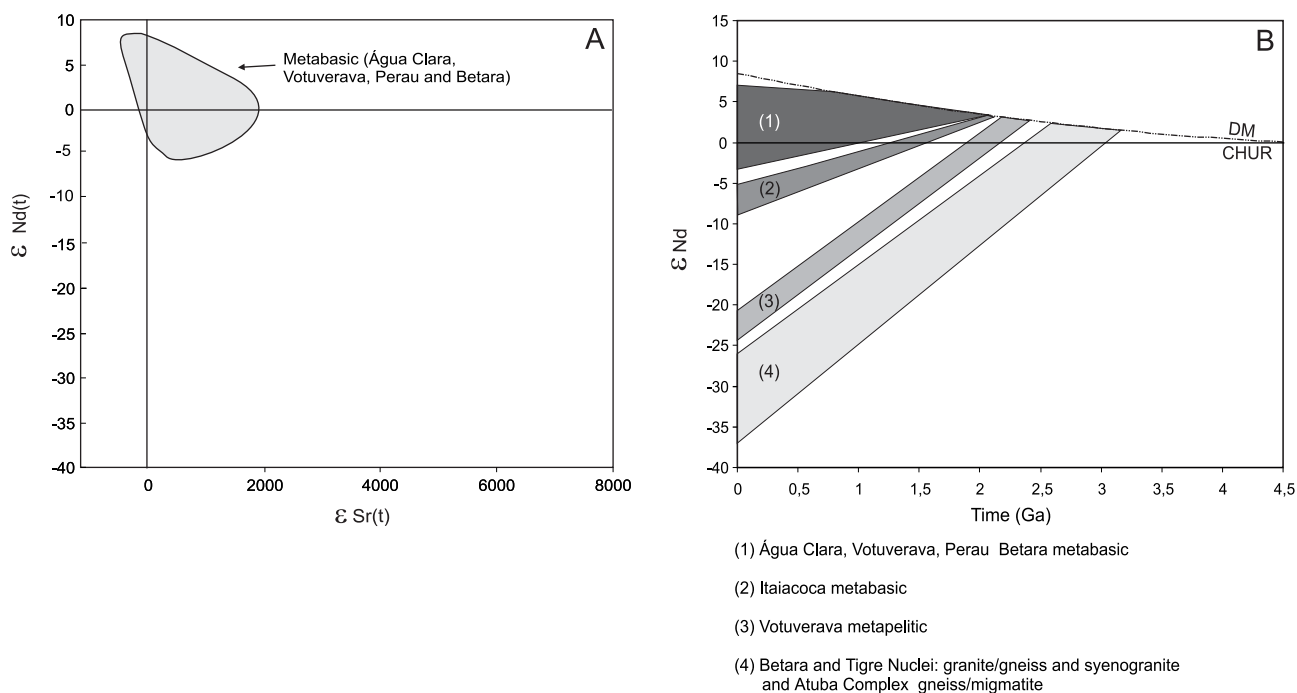 A
10
5
0
-5
-10
-15
-20
-25
-30
-35
-40
ε Nd(t)
Metabasic (Água Clara,
Votuverava, Perau and Betara)
0
2000
4000
6000
8000
ε Sr(t)
B
15
10
5
0
-5
-10
-15
-20
-25
-30
-35
-40
ε Nd
(1)
(2)
(3)
(4)
DM
CHUR
0
0,5
1
1,5
2
2,5
3
3,5
4
4,5
Time (Ga)
(1) Água Clara, Votuverava, Perau Betara metabasic
(2) Itaiacoca metabasic
(3) Votuverava metapelitic
(4) Betara and Tigre Nuclei: granite/gneiss and syenogranite
and Atuba Complex gneiss/migmatite